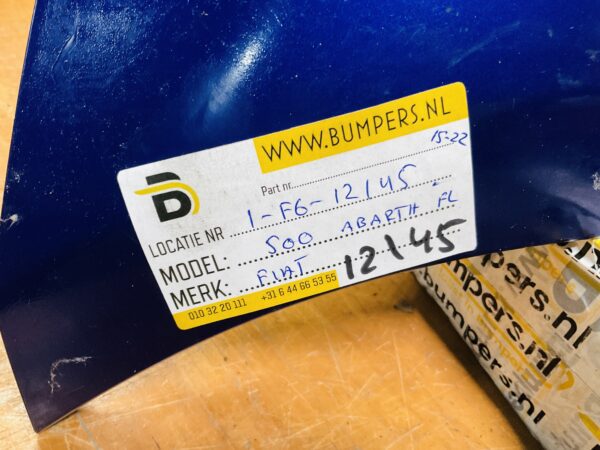 WWW.BUMPERS.NL
15-22
Part nr.
LOCATIE NR. 1-F6-12145
MODEL: 500 ABARTH FL
MERK: FIAT 12145
010 32 20 111 +31 6 44 66 53 55
bumpers.nl
bumpers.nl